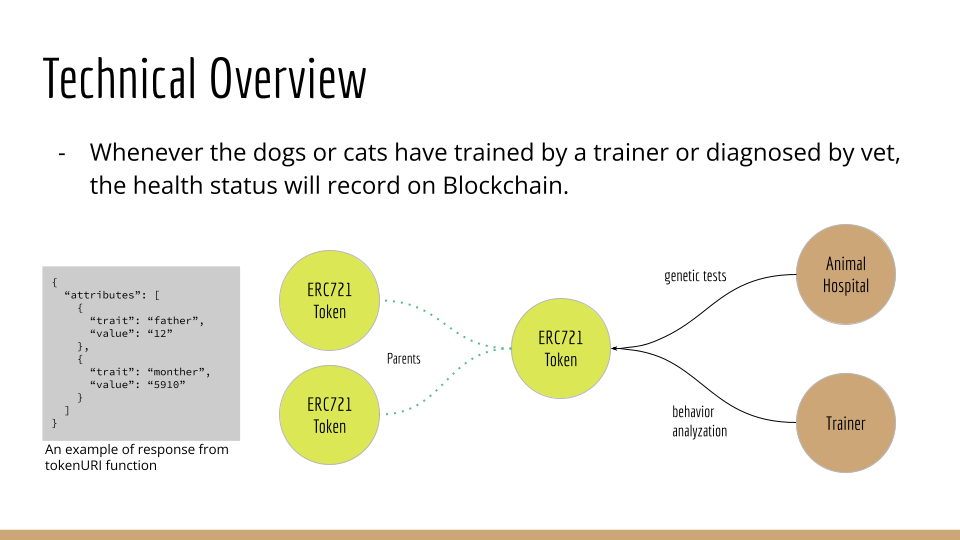 Technical Overview
- Whenever the dogs or cats have trained by a trainer or diagnosed by vet,
the health status will record on Blockchain.
{
“attributes”: [
{
“trait”: “father”,
“value”: “12”
},
{
“trait”: “monther”,
“value”: “5910”
}
]
}
An example of response from
tokenURI function
ERC721
Token
ERC721
Token
Parents
ERC721
Token
genetic tests
behavior
analyzation
Animal
Hospital
Trainer